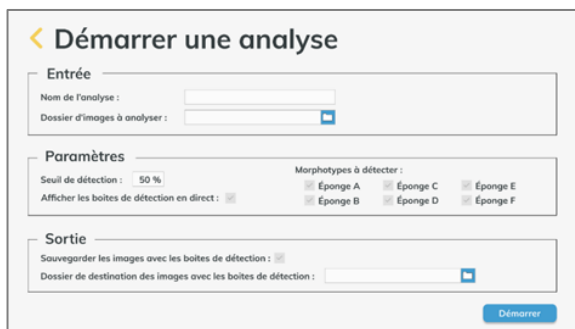 Démarrer une analyse
Entrée
Nom de l'analyse :
Dossier d'images à analyser :
Paramètres
Seuil de détection : 50 %
Afficher les boites de détection en direct :
Morphotypes à détecter :
Éponge A Éponge C Éponge E
Éponge B Éponge D Éponge F
Sortie
Sauvegarder les images avec les boites de détection :
Dossier de destination des images avec les boites de détection :
Démarrer